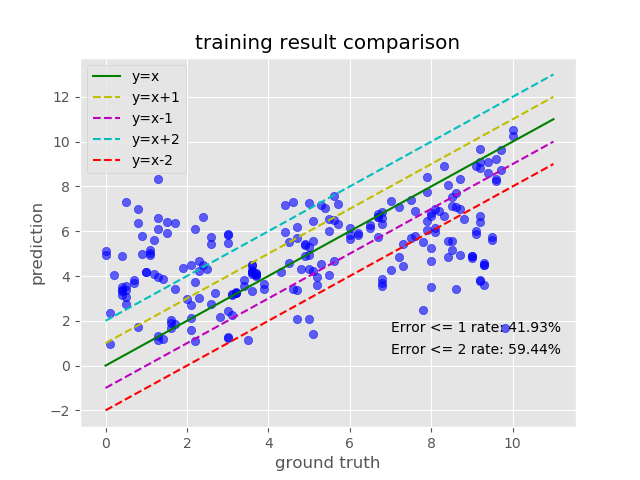 training result comparison
y=x
y=x+1
y=x-1
y=x+2
y=x-2
12
10
8
6
4
2
0
−2
prediction
Error <= 1 rate: 41.93%
Error <= 2 rate: 59.44%
0 2 4 6 8 10
ground truth